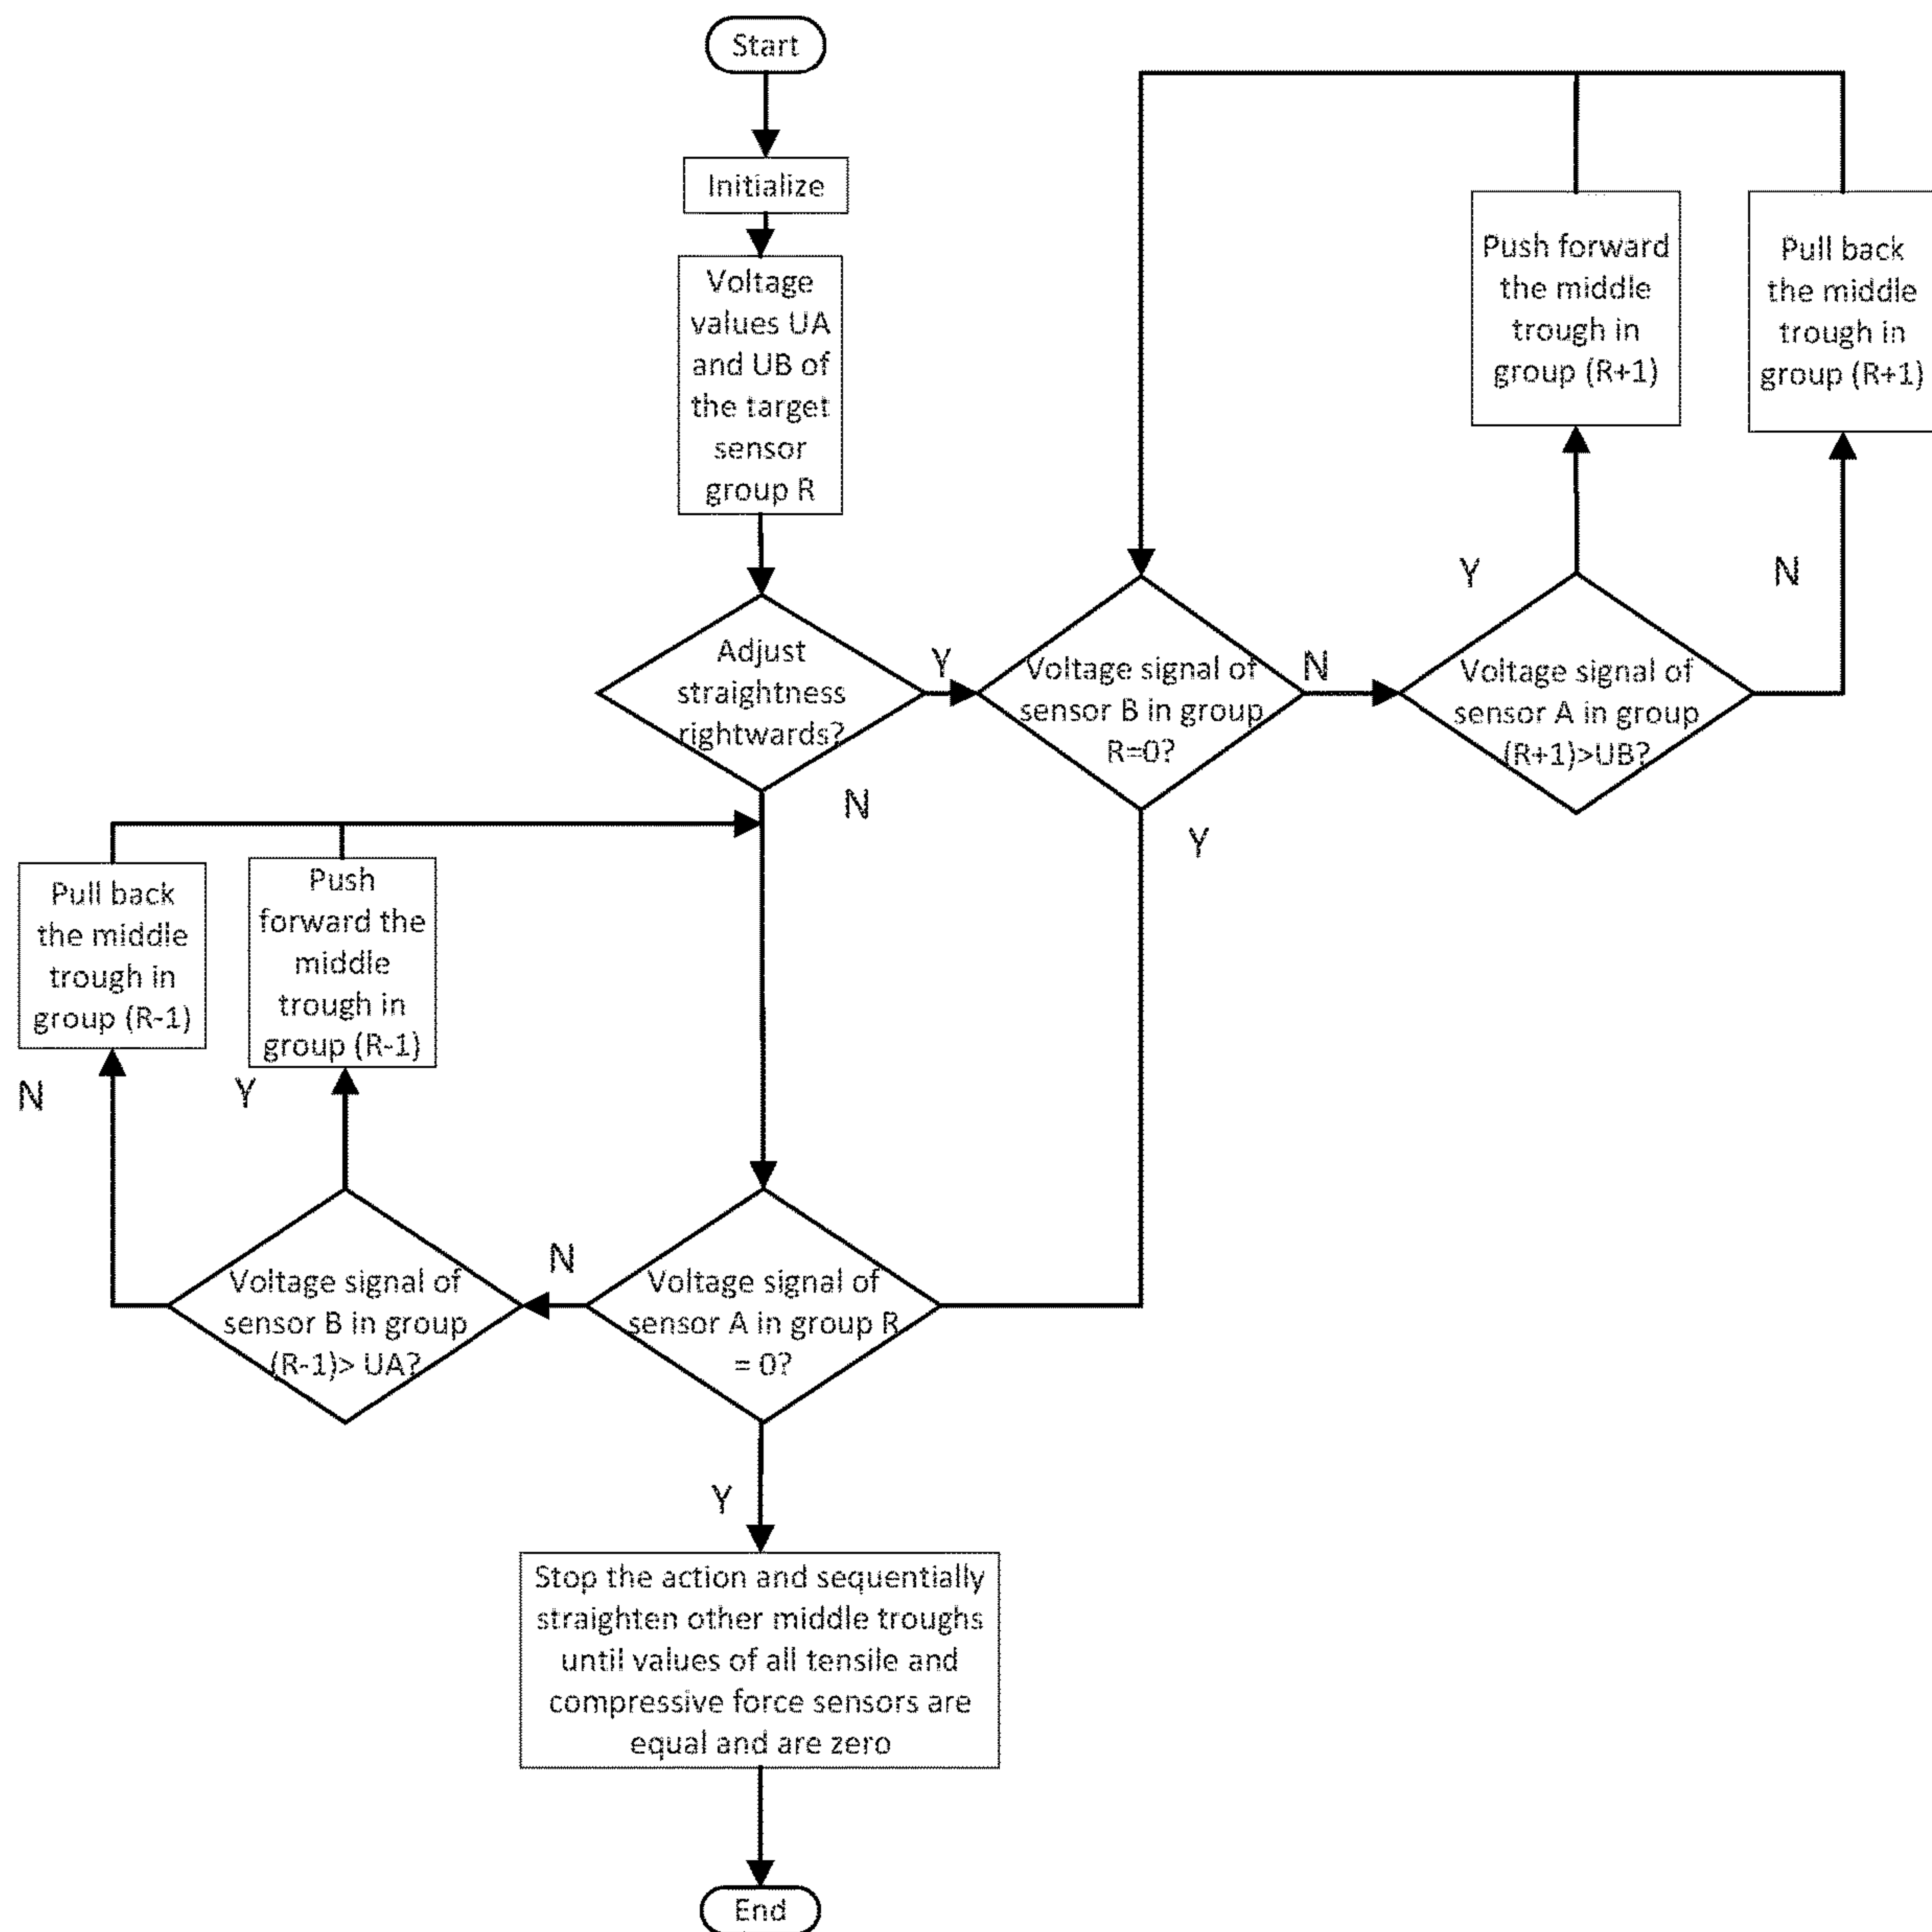 Start
Initialize
Voltage
values UA
and UB of
the target
sensor
group R
Push forward
the middle
trough in
group (R+1)
Pull back
the middle
trough in
group (R+1)
Y
N
Adjust
straightness
rightwards?
Y
Voltage signal of
sensor B in group
R=0?
N
Voltage signal of
sensor A in group
(R+1)>UB?
N
Y
Pull back
the middle
trough in
group (R-1)
Push
forward the
middle
trough in
group (R-1)
N
Y
Voltage signal of
sensor B in group
(R-1)> UA?
N
Voltage signal of
sensor A in group R
= 0?
Y
Stop the action and sequentially
straighten other middle troughs
until values of all tensile and
compressive force sensors are
equal and are zero
End